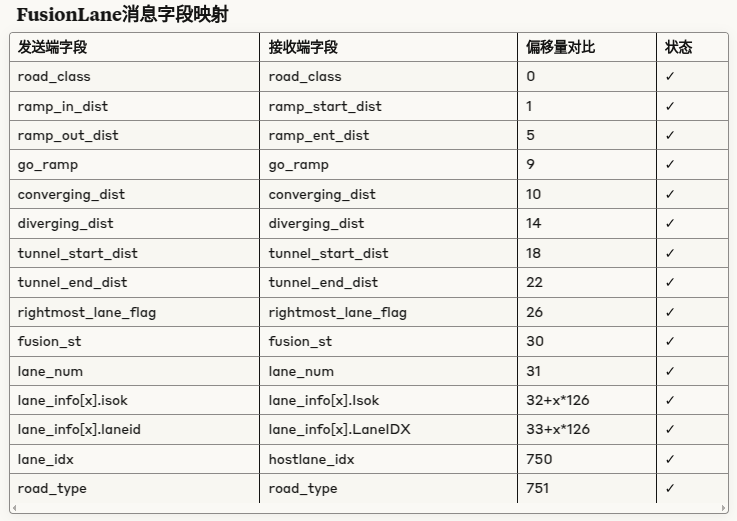 FusionLane消息字段映射
发送端字段 接收端字段 偏移量对比 状态
road_class road_class 0 ✓
ramp_in_dist ramp_start_dist 1 ✓
ramp_out_dist ramp_ent_dist 5 ✓
go_ramp go_ramp 9 ✓
converging_dist converging_dist 10 ✓
diverging_dist diverging_dist 14 ✓
tunnel_start_dist tunnel_start_dist 18 ✓
tunnel_end_dist tunnel_end_dist 22 ✓
rightmost_lane_flag rightmost_lane_flag 26 ✓
fusion_st fusion_st 30 ✓
lane_num lane_num 31 ✓
lane_info[x].isok lane_info[x].Isok 32+x*126 ✓
lane_info[x].laneid lane_info[x].LaneIDX 33+x*126 ✓
lane_idx hostlane_idx 750 ✓
road_type road_type 751 ✓